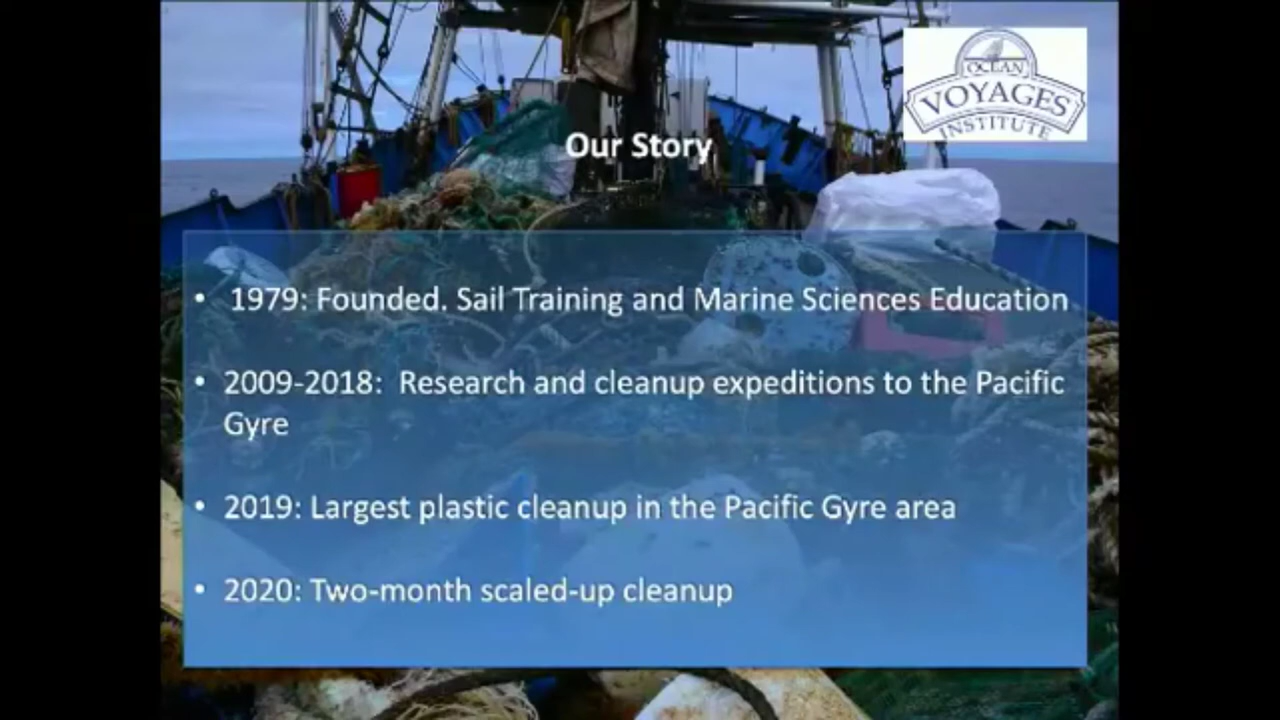 OCEAN
VOYAGES
INSTITUTE
Our Story
• 1979: Founded. Sail Training and Marine Sciences Education
• 2009-2018: Research and cleanup expeditions to the Pacific
Gyre
• 2019: Largest plastic cleanup in the Pacific Gyre area
• 2020: Two-month scaled-up cleanup